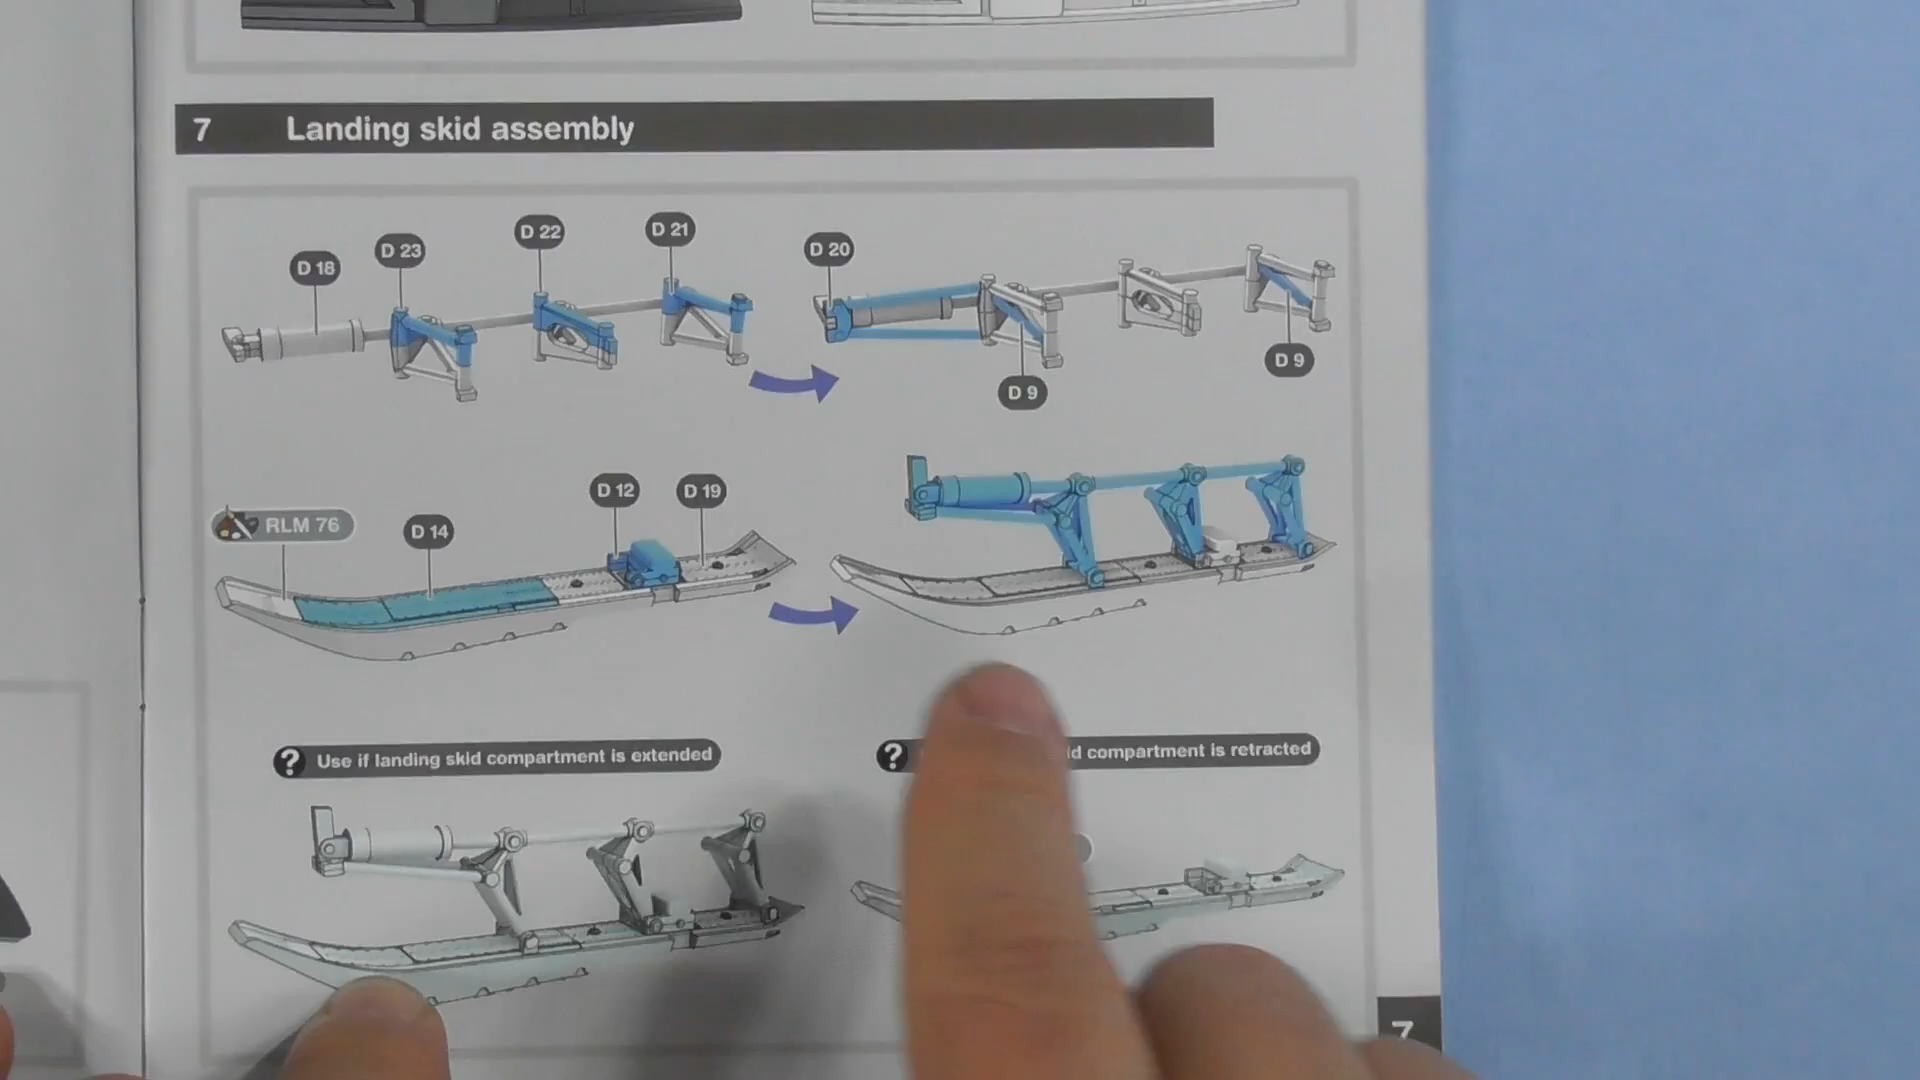 7 Landing skid assembly
D 18
D 23
D 22
D 21
D 20
D 9
D 9
RLM 76
D 14
D 12
D 19
? Use if landing skid compartment is extended
? compartment is retracted
7